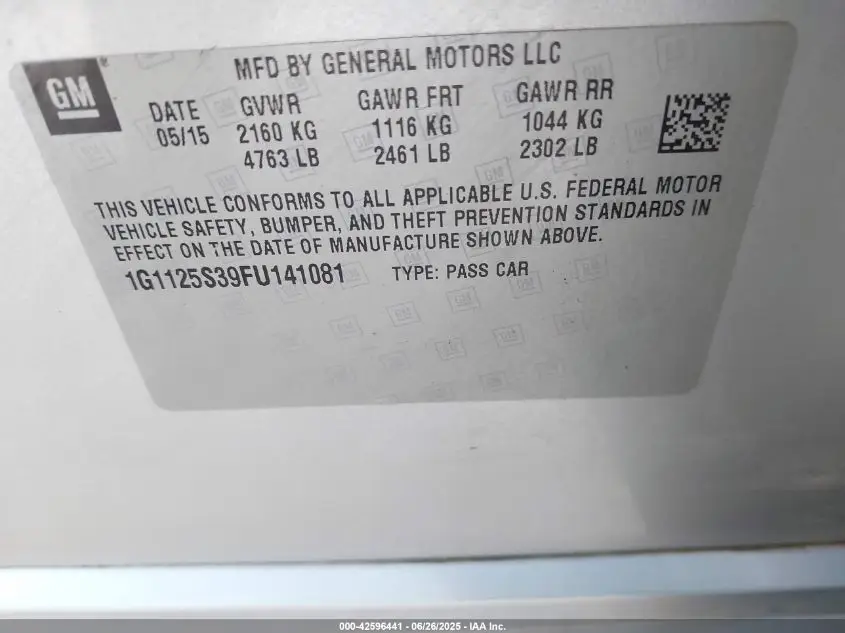 GM
MFD BY GENERAL MOTORS LLC
DATE GVWR GAWR FRT GAWR RR
05/15 2160 KG 1116 KG 1044 KG
4763 LB 2461 LB 2302 LB
THIS VEHICLE CONFORMS TO ALL APPLICABLE U.S. FEDERAL MOTOR
VEHICLE SAFETY, BUMPER, AND THEFT PREVENTION STANDARDS IN
EFFECT ON THE DATE OF MANUFACTURE SHOWN ABOVE.
1G1125S39FU141081 TYPE: PASS CAR
000-42596441 - 06/26/2025 - IAA Inc.